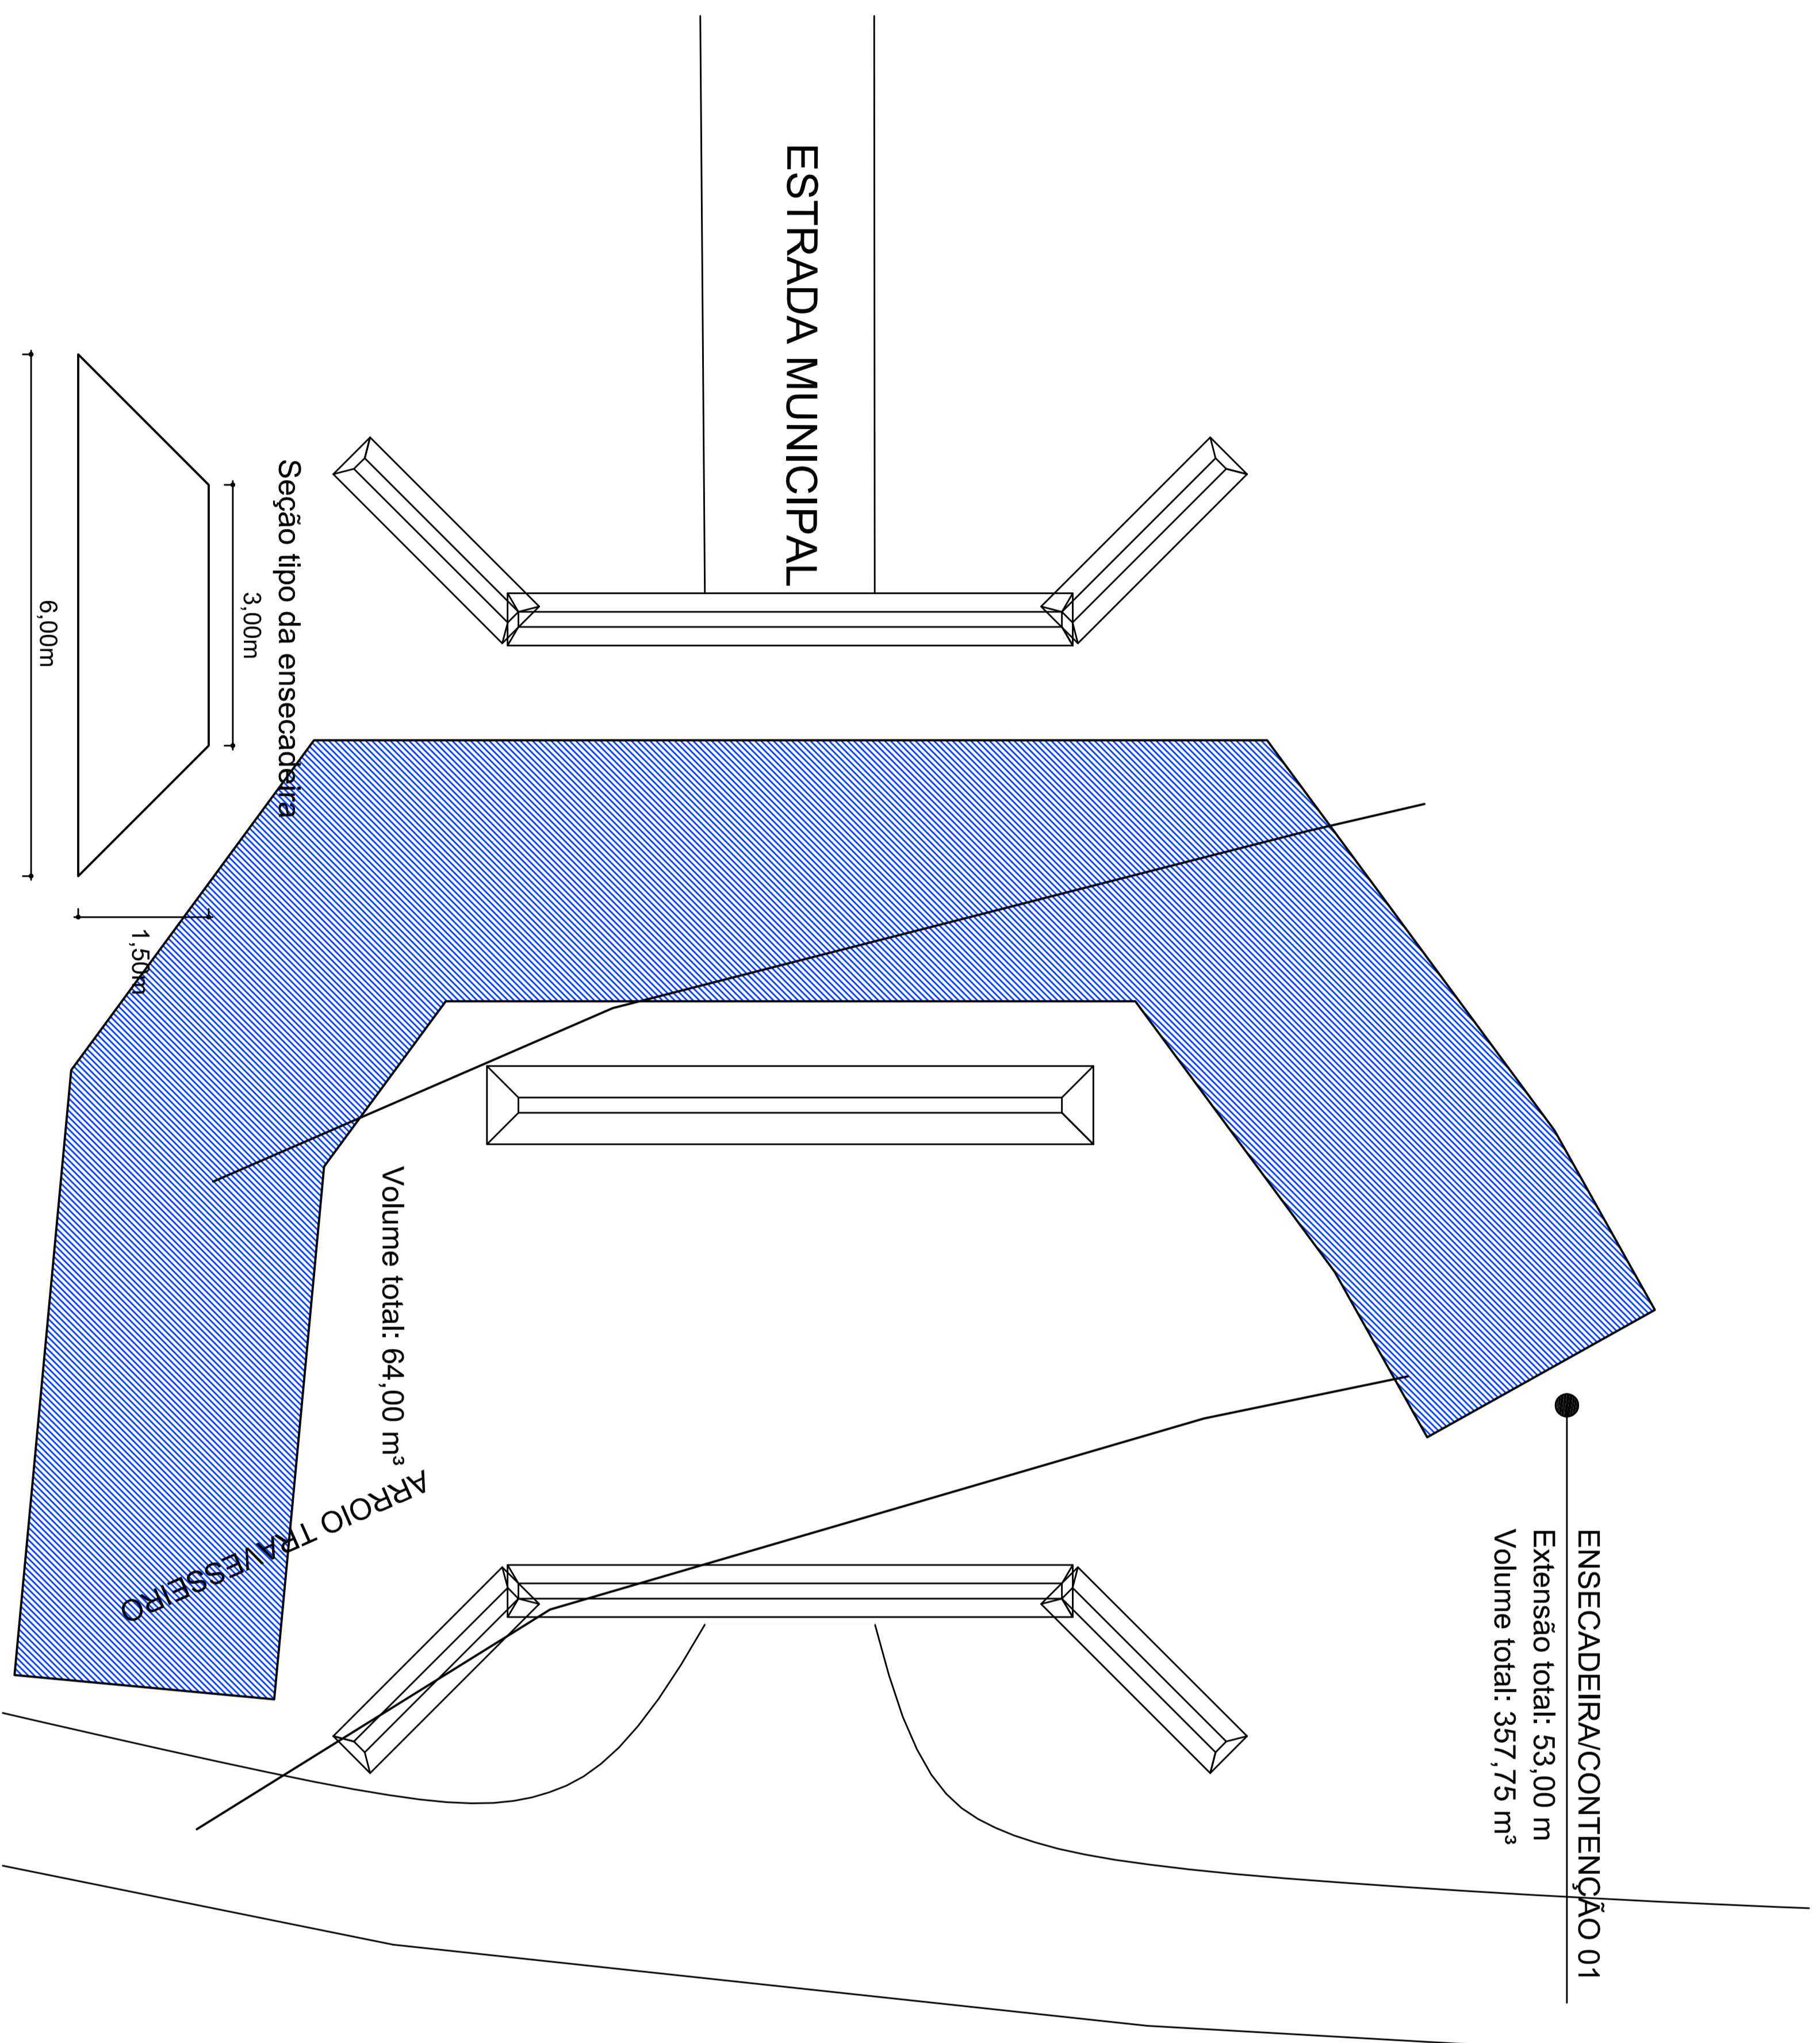 ESTRADA MUNICIPAL
ENSECADEIRA/CONTENÇÃO 01
Extensão total: 53,00 m
Volume total: 357,75 m³
Volume total: 64,00 m³
ARROIO TRAVESSEIRO
Seção tipo da ensecadeira
3,00m
6,00m
1,50m